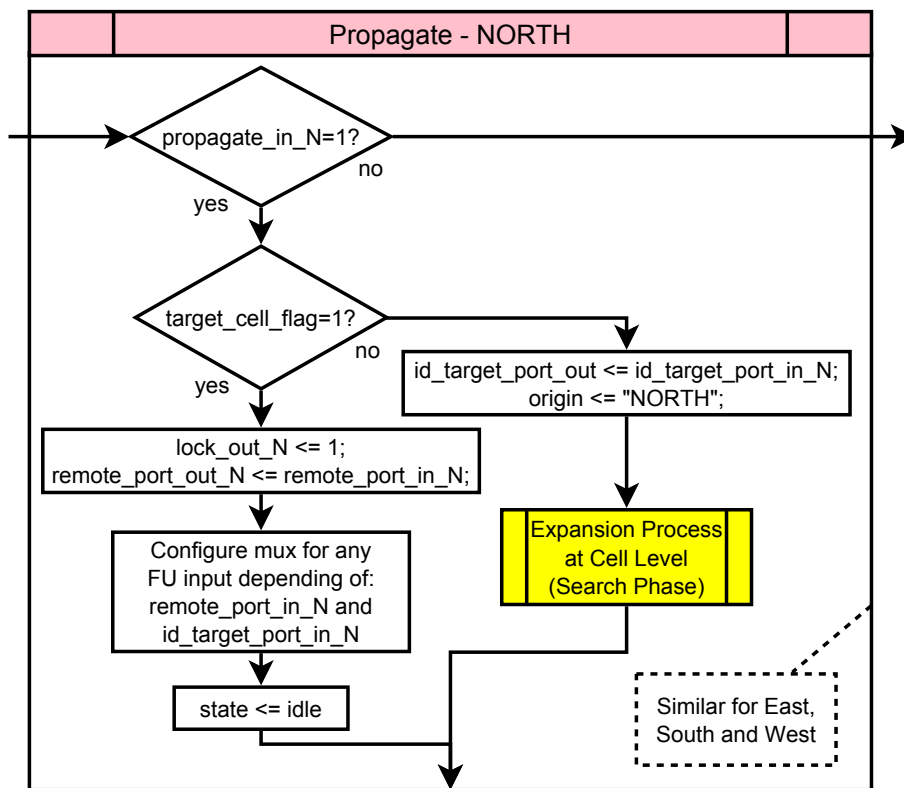 Propagate - NORTH
propagate_in_N=1?
no
yes
target_cell_flag=1?
no
yes
id_target_port_out <= id_target_port_in_N;
origin <= "NORTH";
lock_out_N <= 1;
remote_port_out_N <= remote_port_in_N;
Expansion Process
at Cell Level
(Search Phase)
Configure mux for any
FU input depending of:
remote_port_in_N and
id_target_port_in_N
state <= idle
Similar for East,
South and West